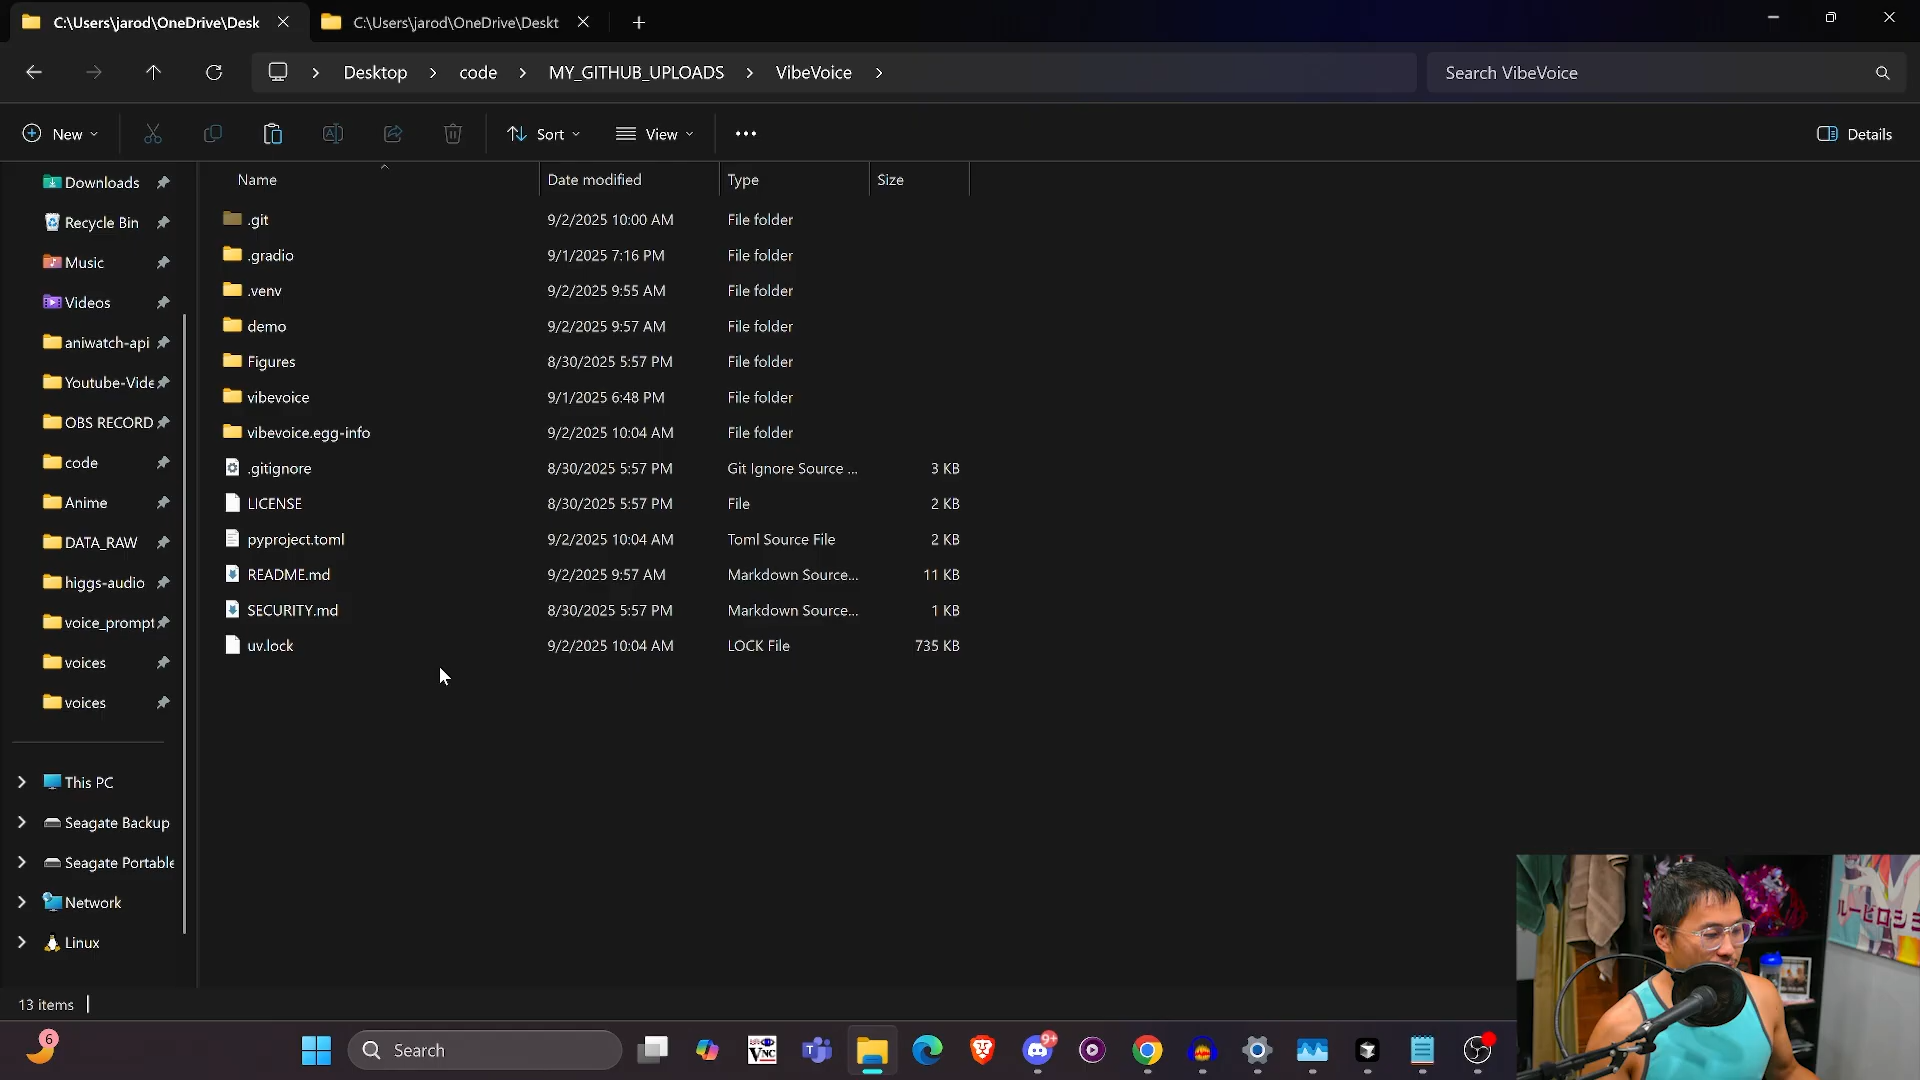 C:\Users\jarod\OneDrive\Desk
C:\Users\jarod\OneDrive\Deskt
Desktop
code
MY_GITHUB_UPLOADS
VibeVoice
Search VibeVoice
New
Sort
View
Details
Name
Date modified
Type
Size
.git 9/2/2025 10:00 AM File folder
.gradio 9/1/2025 7:16 PM File folder
.venv 9/2/2025 9:55 AM File folder
demo 9/2/2025 9:57 AM File folder
Figures 8/30/2025 5:57 PM File folder
vibevoice 9/1/2025 6:48 PM File folder
vibevoice.egg-info 9/2/2025 10:04 AM File folder
.gitignore 8/30/2025 5:57 PM Git Ignore Source ... 3 KB
LICENSE 8/30/2025 5:57 PM File 2 KB
pyproject.toml 9/2/2025 10:04 AM Toml Source File 2 KB
README.md 9/2/2025 9:57 AM Markdown Source... 11 KB
SECURITY.md 8/30/2025 5:57 PM Markdown Source... 1 KB
uv.lock 9/2/2025 10:04 AM LOCK File 735 KB
Downloads
Recycle Bin
Music
Videos
aniwatch-api
Youtube-Vide
OBS RECORD
code
Anime
DATA_RAW
higgs-audio
voice_prompt
voices
voices
This PC
Seagate Backup
Seagate Portable
Network
Linux
13 items
6
Search
VNC
9+